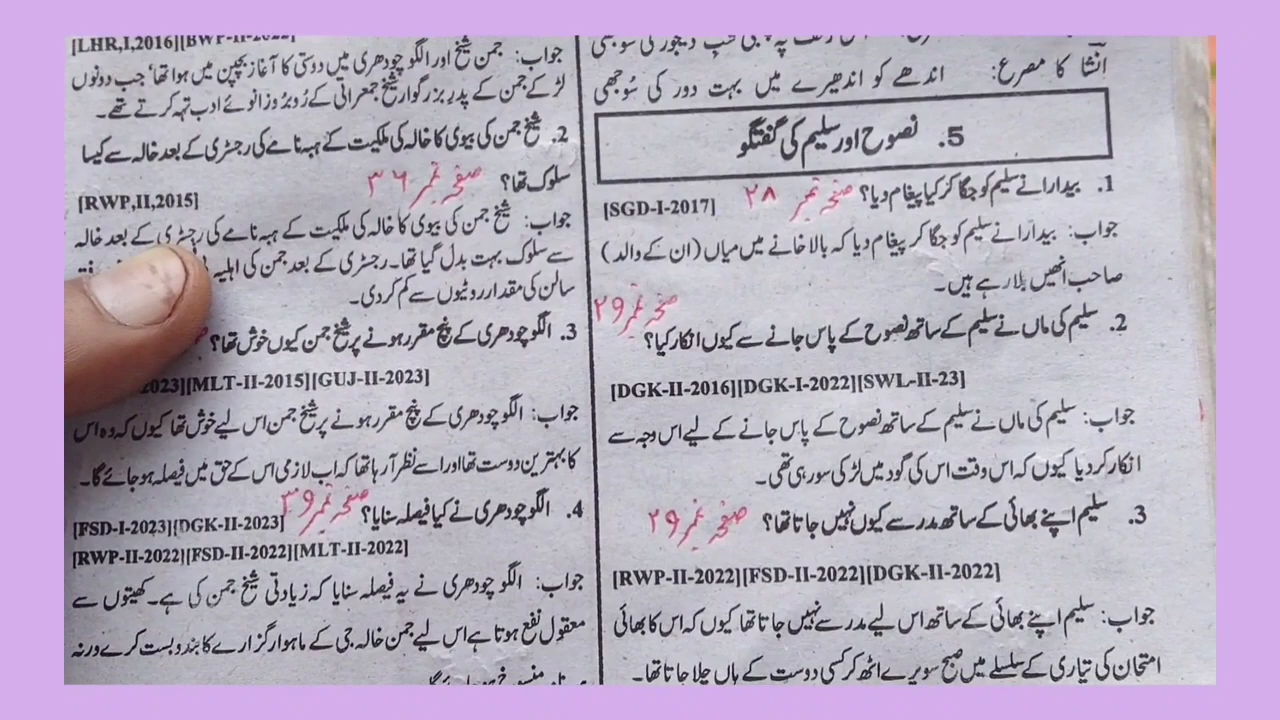 انشا کا مصرع: اندھے کو اندھیرے میں بہت دور کی سُوجھی
5. نصوح اور سلیم کی گفتگو
1. بیدارا نے سلیم کو جگا کر کیا پیغام دیا؟ صفحہ نمبر ۲۸
[SGD-I-2017]
جواب: بیدارا نے سلیم کو جگا کر پیغام دیا کہ بالا خانے میں میاں (ان کے والد)
صاحب انھیں بلا رہے ہیں۔
صفحہ نمبر ۲۹
2. سلیم کی ماں نے سلیم کے ساتھ نصوح کے پاس جانے سے کیوں انکار کیا؟
[DGK-II-2016][DGK-I-2022][SWL-II-23]
جواب: سلیم کی ماں نے سلیم کے ساتھ نصوح کے پاس جانے کے لیے اس وجہ سے
انکار کر دیا کیوں کہ اس وقت اس کی گود میں لڑکی سو رہی تھی۔
3. سلیم اپنے بھائی کے ساتھ مدرسے کیوں نہیں جاتا تھا؟ صفحہ نمبر ۲۹
[RWP-II-2022][FSD-II-2022][DGK-II-2022]
جواب: سلیم اپنے بھائی کے ساتھ اس لیے مدرسے نہیں جاتا تھا کیوں کہ اس کا بھائی
امتحان کی تیاری کے سلسلے میں صبح سویرے اٹھ کر کسی دوست کے ہاں چلا جاتا تھا۔
[LHR,I,2016][BWP-II-2022]
جواب: جمن شیخ اور الگو چودھری میں دوستی کا آغاز بچپن میں ہوا تھا، جب دونوں
لڑکے جمن کے پدرِ بزرگوار شیخ جمعراتی کے رُوبرُو زانوئے ادب تہہ کرتے تھے۔
2. شیخ جمن کی بیوی کا خالہ کی ملکیت کے ہبہ نامے کی رجسٹری کے بعد خالہ سے کیسا
سلوک تھا؟ صفحہ نمبر ۳۶
[RWP,II,2015]
جواب: شیخ جمن کی بیوی کا خالہ کی ملکیت کے ہبہ نامے کی رجسٹری کے بعد خالہ
سے سلوک بہت بدل گیا تھا۔ رجسٹری کے بعد جمن کی اہلیہ
سالن کی مقدار روٹیوں سے کم کر دی۔
3. الگو چودھری کے پنچ مقرر ہونے پر شیخ جمن کیوں خوش تھا؟
2023][MLT-II-2015][GUJ-II-2023]
جواب: الگو چودھری کے پنچ مقرر ہونے پر شیخ جمن اس لیے خوش تھا کیوں کہ وہ اس
کا بہترین دوست تھا اور اسے نظر آ رہا تھا کہ اب لازمی اس کے حق میں فیصلہ ہو جائے گا۔
4. الگو چودھری نے کیا فیصلہ سنایا؟ صفحہ نمبر ۳۹
[FSD-I-2023][DGK-II-2023]
[RWP-II-2022][FSD-II-2022][MLT-II-2022]
جواب: الگو چودھری نے یہ فیصلہ سنایا کہ زیادتی شیخ جمن کی ہے۔ کھیتوں سے
معقول نفع ہوتا ہے اس لیے جمن خالہ جی کے ماہوار گزارے کا بندوبست کرے ورنہ